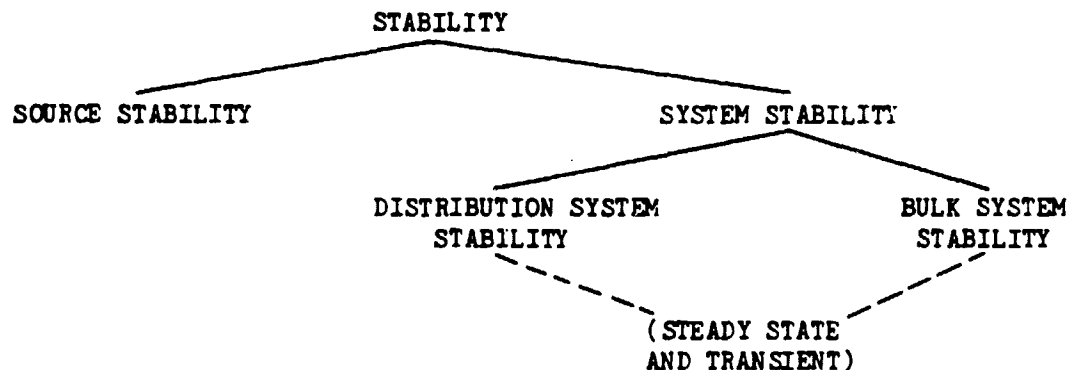 STABILITY
SOURCE STABILITY
SYSTEM STABILITY
DISTRIBUTION SYSTEM
STABILITY
BULK SYSTEM
STABILITY
(STEADY STATE
AND TRANSIENT)